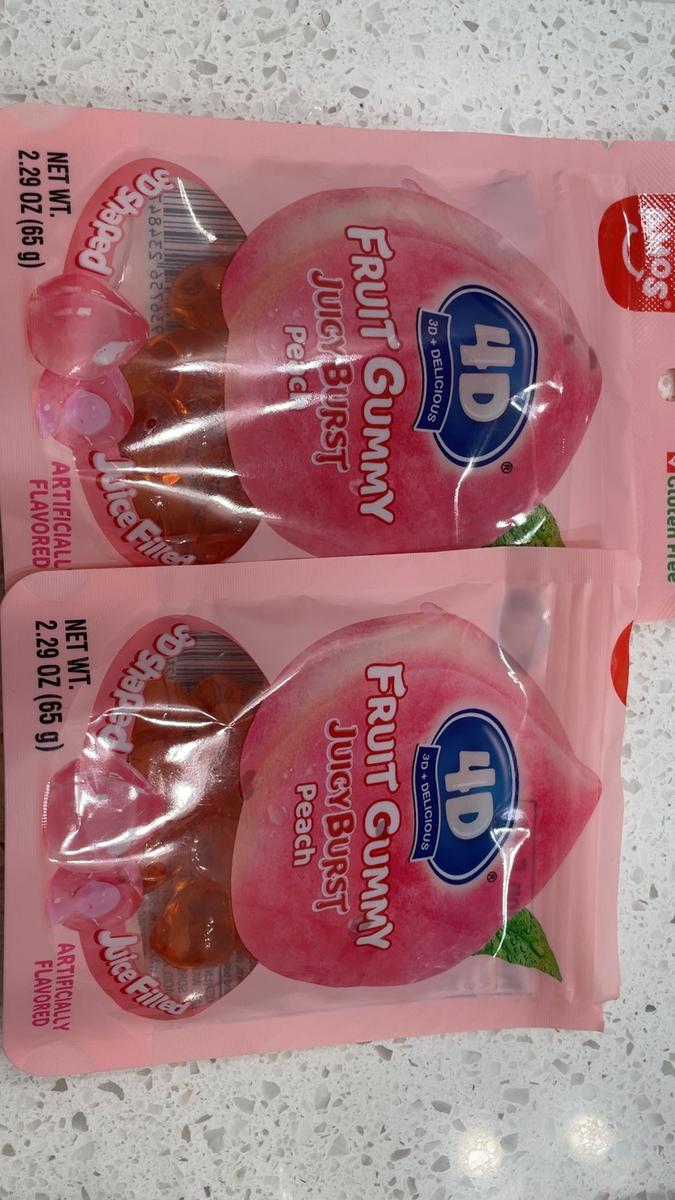 AMOS®
Gluten Free
4D®
3D + DELICIOUS
FRUIT GUMMY
JUICY BURST
Peach
3D Shaped
Juice Filled
NET WT.
2.29 OZ (65 g)
ARTIFICIALLY
FLAVORED
4D®
3D + DELICIOUS
FRUIT GUMMY
JUICY BURST
Peach
3D Shaped
Juice Filled
NET WT.
2.29 OZ (65 g)
ARTIFICIALLY
FLAVORED